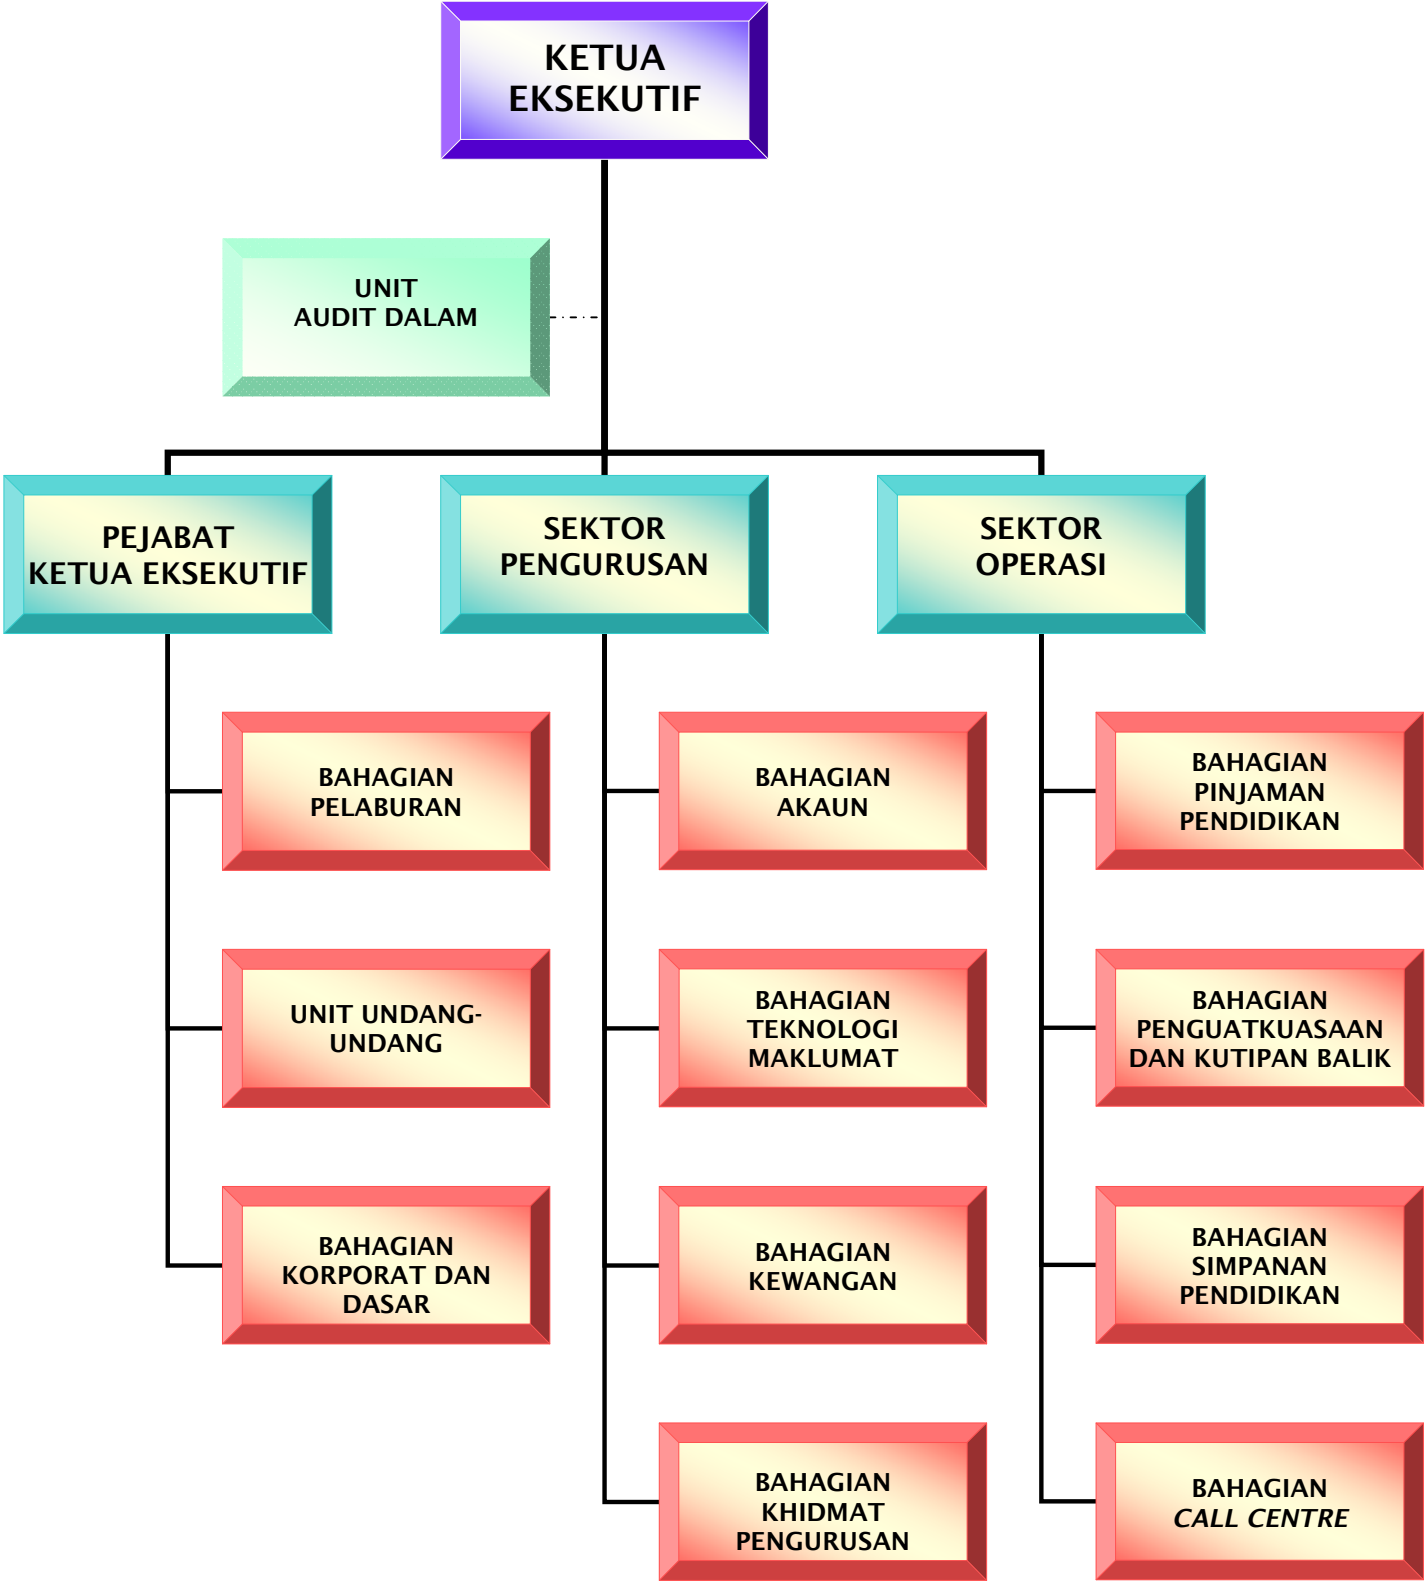 KETUA
EKSEKUTIF
UNIT
AUDIT DALAM
PEJABAT
KETUA EKSEKUTIF
SEKTOR
PENGURUSAN
SEKTOR
OPERASI
BAHAGIAN
PELABURAN
BAHAGIAN
AKAUN
BAHAGIAN
PINJAMAN
PENDIDIKAN
UNIT UNDANG-
UNDANG
BAHAGIAN
TEKNOLOGI
MAKLUMAT
BAHAGIAN
PENGUATKUASAAN
DAN KUTIPAN BALIK
BAHAGIAN
KORPORAT DAN
DASAR
BAHAGIAN
KEWANGAN
BAHAGIAN
SIMPANAN
PENDIDIKAN
BAHAGIAN
KHIDMAT
PENGURUSAN
BAHAGIAN
CALL CENTRE